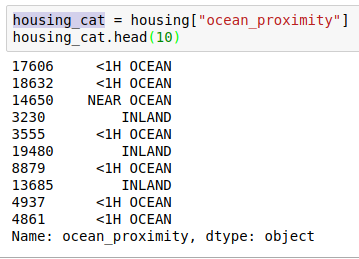 housing_cat = housing["ocean_proximity"]
housing_cat.head(10)
17606 <1H OCEAN
18632 <1H OCEAN
14650 NEAR OCEAN
3230 INLAND
3555 <1H OCEAN
19480 INLAND
8879 <1H OCEAN
13685 INLAND
4937 <1H OCEAN
4861 <1H OCEAN
Name: ocean_proximity, dtype: object